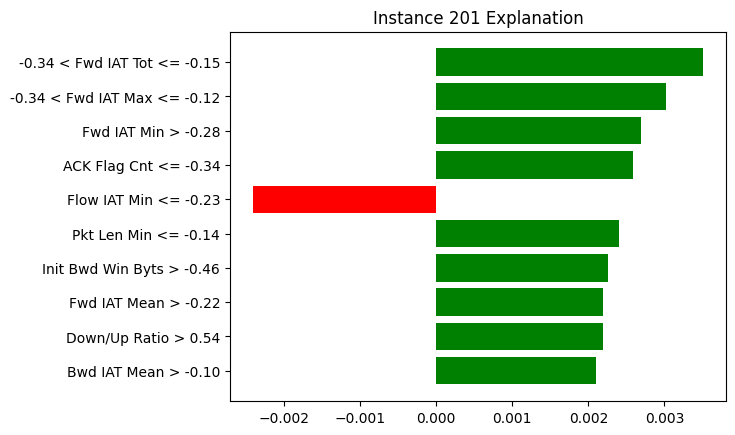 Instance 201 Explanation
-0.34 < Fwd IAT Tot <= -0.15
-0.34 < Fwd IAT Max <= -0.12
Fwd IAT Min > -0.28
ACK Flag Cnt <= -0.34
Flow IAT Min <= -0.23
Pkt Len Min <= -0.14
Init Bwd Win Byts > -0.46
Fwd IAT Mean > -0.22
Down/Up Ratio > 0.54
Bwd IAT Mean > -0.10
−0.002 −0.001 0.000 0.001 0.002 0.003